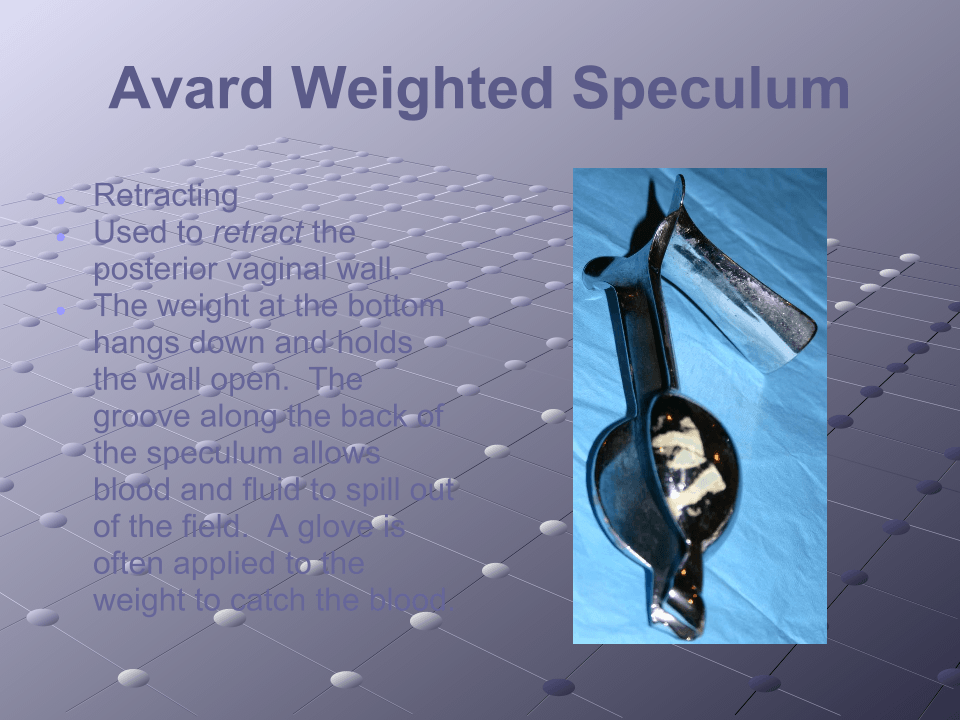 Avard Weighted Speculum
Retracting
Used to retract the
posterior vaginal wall.
The weight at the bottom
hangs down and holds
the wall open.  The
groove along the back of
the speculum allows
blood and fluid to spill out
of the field.  A glove is
often applied to the
weight to catch the blood.